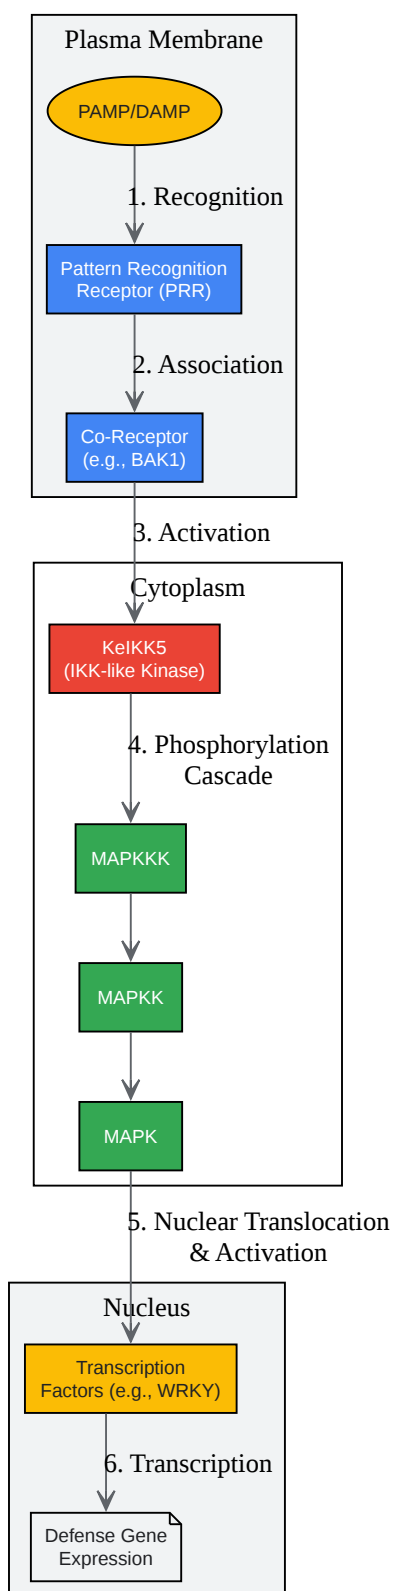 Plasma Membrane
PAMP/DAMP
1. Recognition
Pattern Recognition
Receptor (PRR)
2. Association
Co-Receptor
(e.g., BAK1)
3. Activation
Cytoplasm
KeIKK5
(IKK-like Kinase)
4. Phosphorylation
Cascade
MAPKKK
MAPKK
MAPK
5. Nuclear Translocation
& Activation
Nucleus
Transcription
Factors (e.g., WRKY)
6. Transcription
Defense Gene
Expression